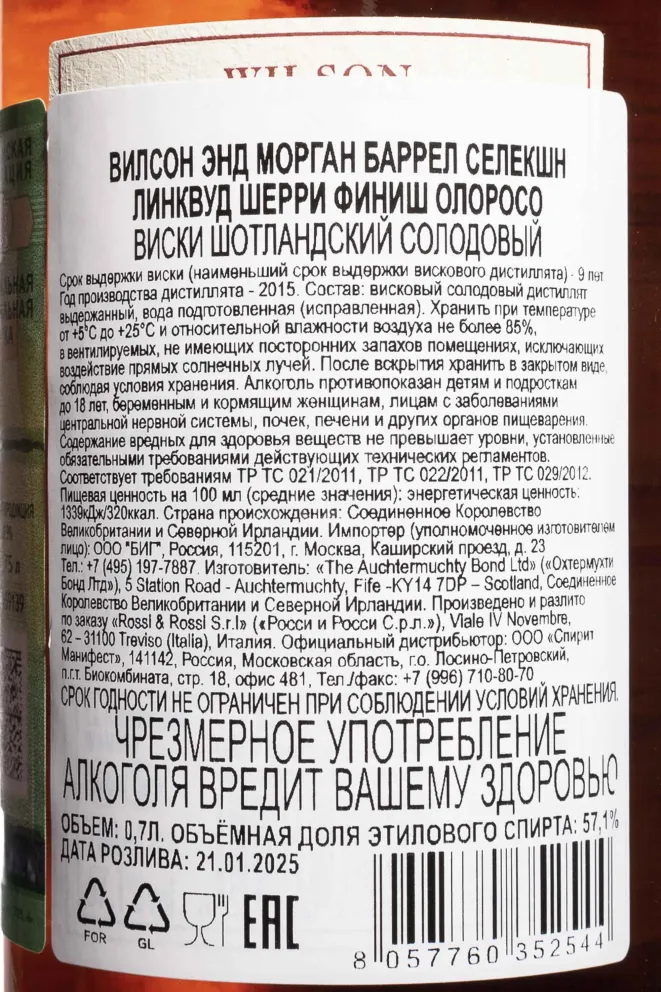 WILSON
ВИЛСОН ЭНД МОРГАН БАРРЕЛ СЕЛЕКШН
ЛИНКВУД ШЕРРИ ФИНИШ ОЛОРОСО
ВИСКИ ШОТЛАНДСКИЙ СОЛОДОВЫЙ
Срок выдержки виски (наименьший срок выдержки вискового дистиллята) - 9 лет
Год производства дистиллята - 2015. Состав: висковый солодовый дистиллят
выдержанный, вода подготовленная (исправленная). Хранить при температуре
от +5°С до +25°С и относительной влажности воздуха не более 85%,
в вентилируемых, не имеющих посторонних запахов помещениях, исключающих
воздействие прямых солнечных лучей. После вскрытия хранить в закрытом виде,
соблюдая условия хранения. Алкоголь противопоказан детям и подросткам
до 18 лет, беременным и кормящим женщинам, лицам с заболеваниями
центральной нервной системы, почек, печени и других органов пищеварения.
Содержание вредных для здоровья веществ не превышает уровни, установленные
обязательными требованиями действующих технических регламентов.
Соответствует требованиям ТР ТС 021/2011, ТР ТС 022/2011, ТР ТС 029/2012.
Пищевая ценность на 100 мл (средние значения): энергетическая ценность:
1339кДж/320ккал. Страна происхождения: Соединенное Королевство
Великобритании и Северной Ирландии. Импортер (уполномоченное изготовителем
лицо): ООО "БИГ", Россия, 115201, г. Москва, Каширский проезд, д. 23
Тел.: +7 (495) 197-7887. Изготовитель: «The Auchtermuchty Bond Ltd» («Охтермухти
Бонд Лтд»), 5 Station Road - Auchtermuchty, Fife -KY14 7DP – Scotland, Соединенное
Королевство Великобритании и Северной Ирландии. Произведено и разлито
по заказу «Rossi & Rossi S.r.l» («Росси и Росси С.р.л.»), Viale IV Novembre,
62 – 31100 Treviso (Italia), Италия. Официальный дистрибьютор: ООО «Спирит
Манифест», 141142, Россия, Московская область, г.о. Лосино-Петровский,
п.г.т. Биокомбината, стр. 18, офис 481, Тел./факс: +7 (996) 710-80-70
СРОК ГОДНОСТИ НЕ ОГРАНИЧЕН ПРИ СОБЛЮДЕНИИ УСЛОВИЙ ХРАНЕНИЯ.
ЧРЕЗМЕРНОЕ УПОТРЕБЛЕНИЕ
АЛКОГОЛЯ ВРЕДИТ ВАШЕМУ ЗДОРОВЬЮ
ОБЪЕМ: 0,7Л. ОБЪЁМНАЯ ДОЛЯ ЭТИЛОВОГО СПИРТА: 57,1%
ДАТА РОЗЛИВА: 21.01.2025
FOR
GL
EAC
8 057760 352544